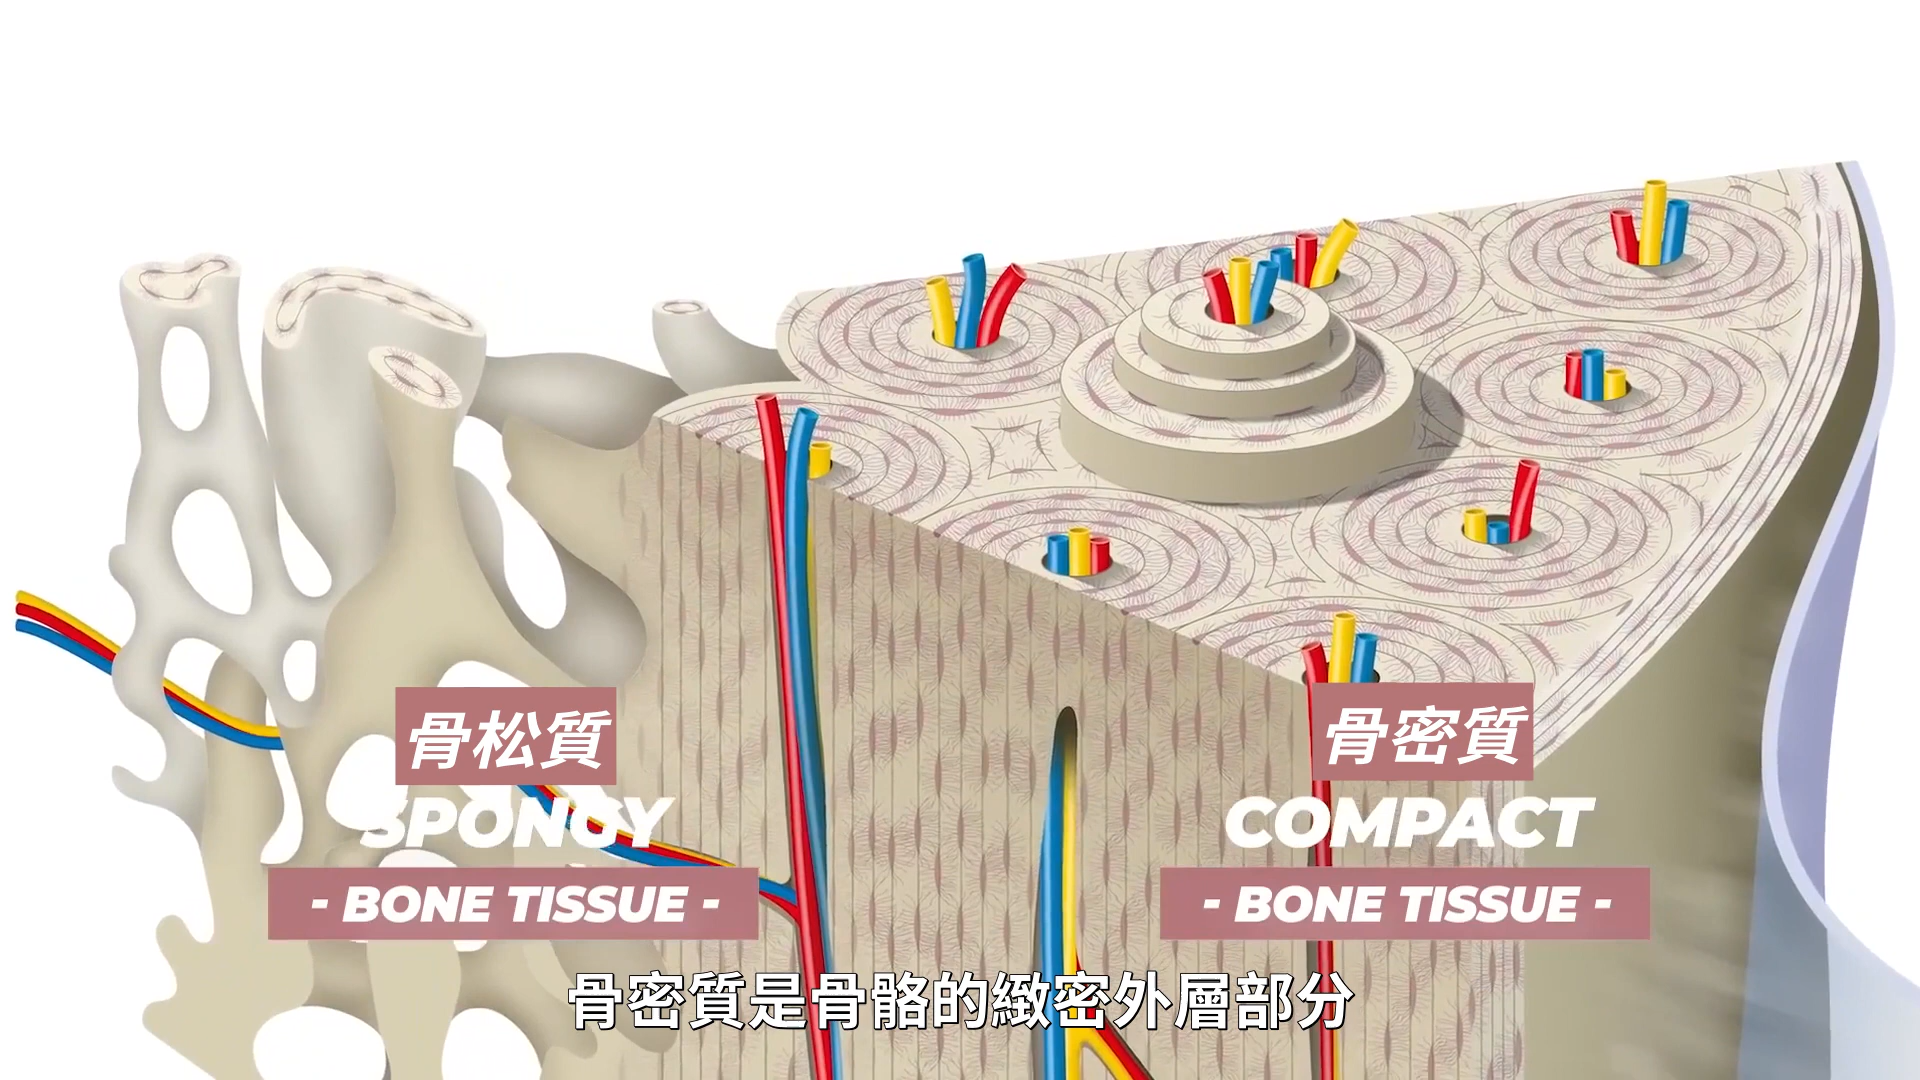 骨松質
SPONGY
- BONE TISSUE -
骨密質
COMPACT
- BONE TISSUE -
骨密質是骨骼的緻密外層部分